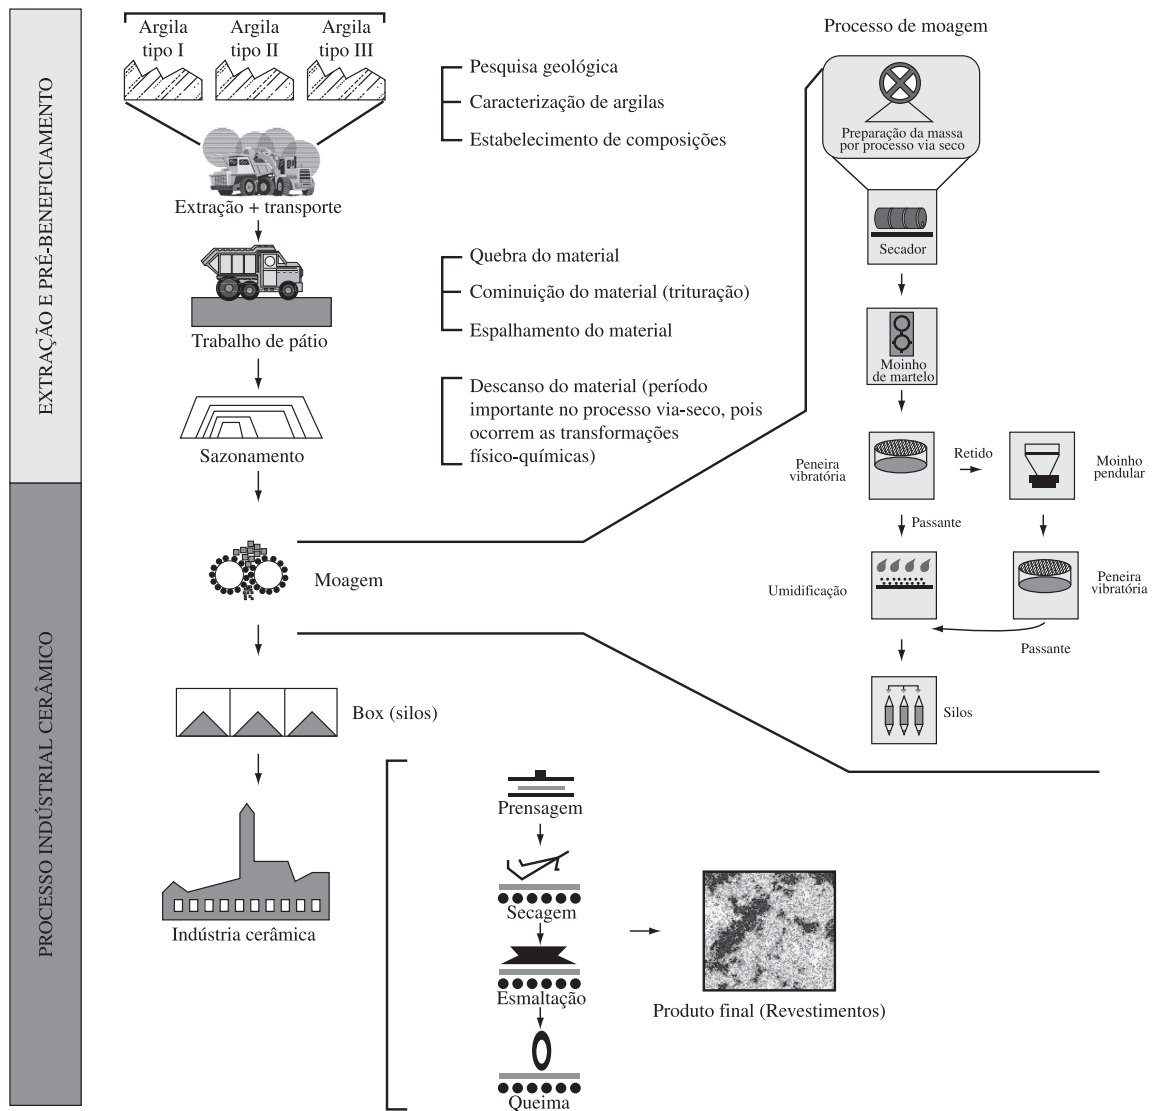 EXTRAÇÃO E PRÉ-BENEFICIAMENTO
Argila
tipo I
Argila
tipo II
Argila
tipo III
Pesquisa geológica
Caracterização de argilas
Estabelecimento de composições
Extração + transporte
Quebra do material
Cominuição do material (trituração)
Espalhamento do material
Trabalho de pátio
Descanso do material (período
importante no processo via-seco, pois
ocorrem as transformações
físico-químicas)
Sazonamento
PROCESSO INDÚSTRIAL CERÂMICO
Moagem
Box (silos)
Indústria cerâmica
Prensagem
Secagem
Esmaltação
Queima
Produto final (Revestimentos)
Processo de moagem
Preparação da massa
por processo via seco
Secador
Moinho
de martelo
Peneira
vibratória
Retido
Moinho
pendular
Passante
Umidificação
Peneira
vibratória
Passante
Silos